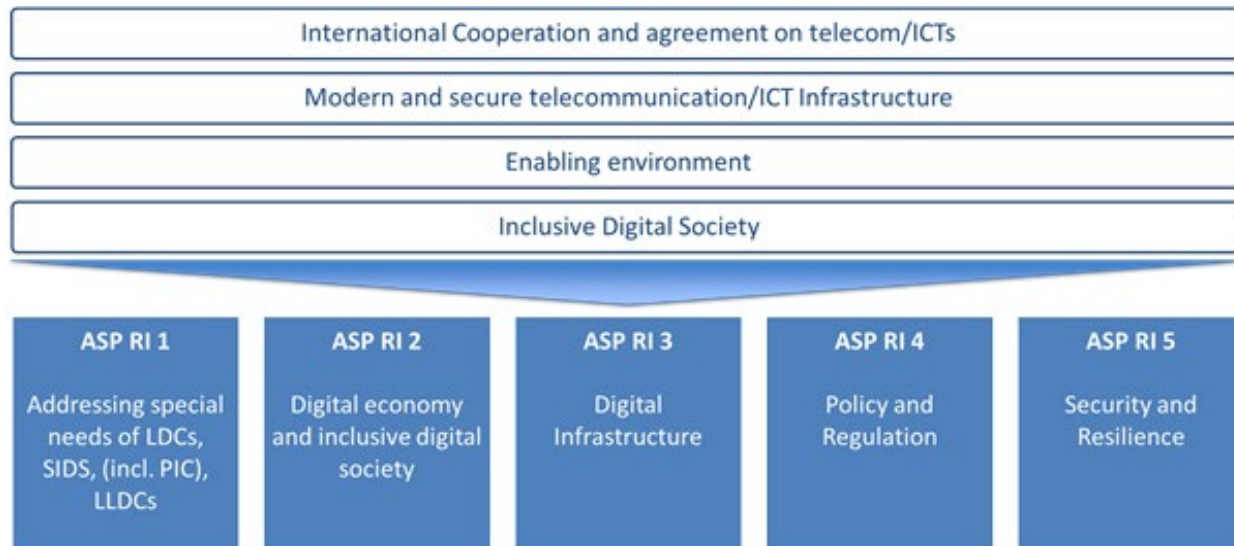 International Cooperation and agreement on telecom/ICTs
Modern and secure telecommunication/ICT Infrastructure
Enabling environment
Inclusive Digital Society
ASP RI 1
Addressing special
needs of LDCs,
SIDS, (incl. PIC),
LLDCs
ASP RI 2
Digital economy
and inclusive digital
society
ASP RI 3
Digital
Infrastructure
ASP RI 4
Policy and
Regulation
ASP RI 5
Security and
Resilience